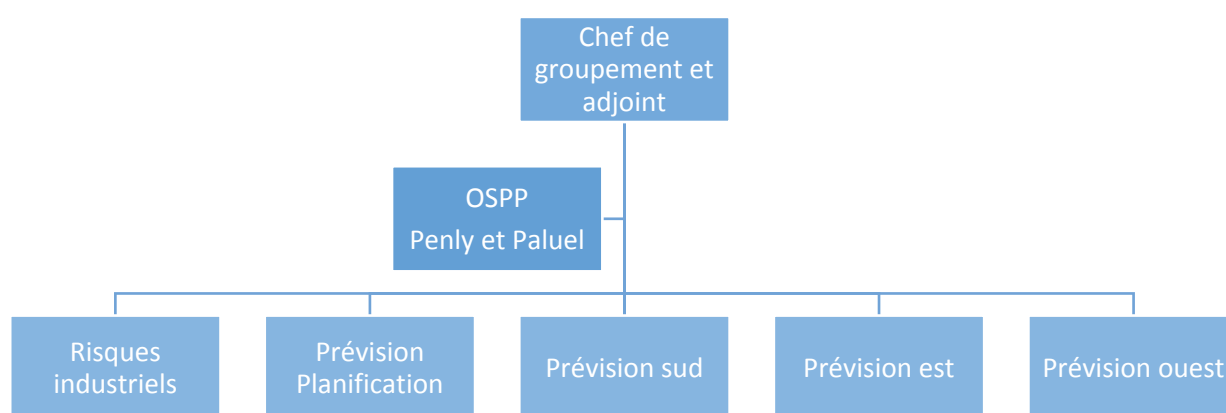 Chef de
groupement et
adjoint
OSPP
Penly et Paluel
Risques
industriels
Prévision
Planification
Prévision sud
Prévision est
Prévision ouest